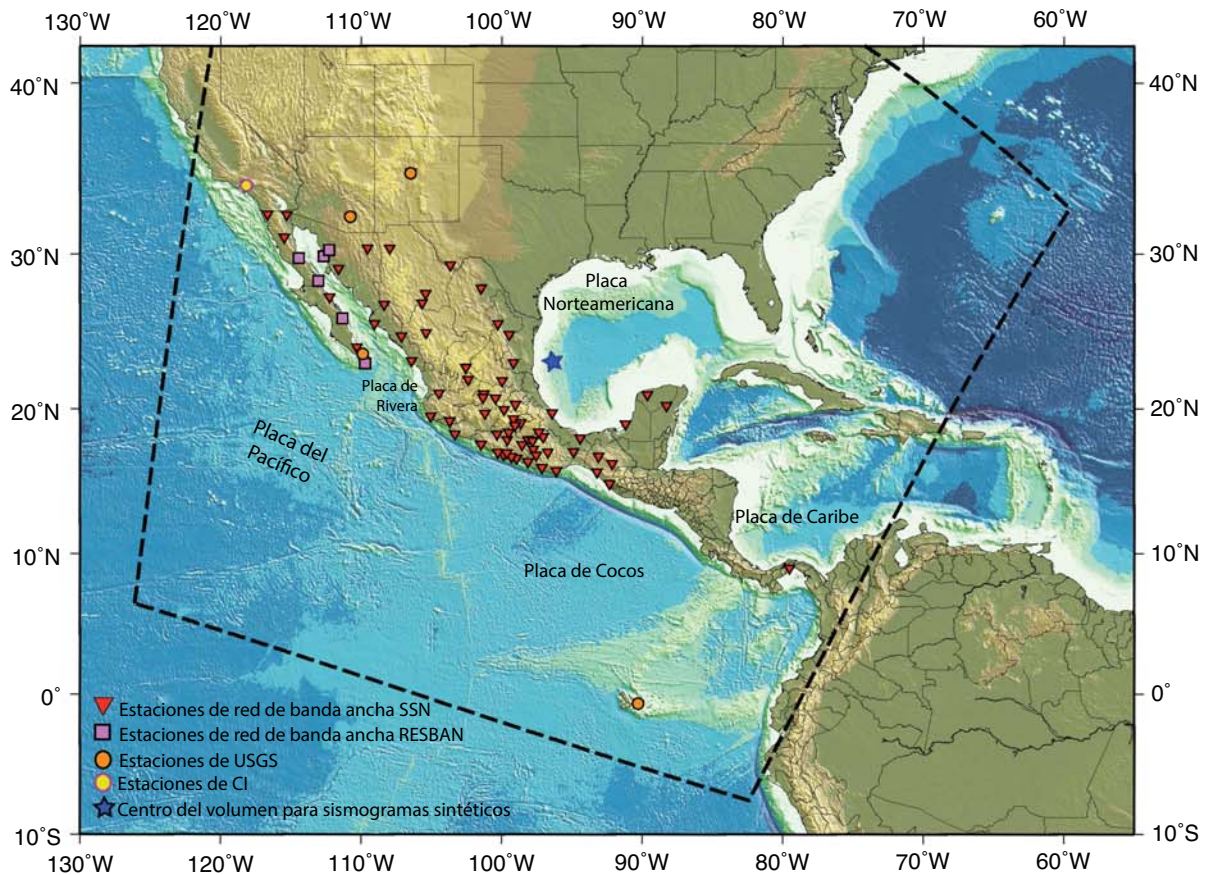 130˚W 120˚W 110˚W 100˚W 90˚W 80˚W 70˚W 60˚W
40˚N 40˚N
30˚N 30˚N
Placa
Norteamericana
Placa de
Rivera
20˚N 20˚N
Placa del
Pacífico
Placa de Caribe
10˚N 10˚N
Placa de Cocos
0˚ 0˚
Estaciones de red de banda ancha SSN
Estaciones de red de banda ancha RESBAN
Estaciones de USGS
Estaciones de CI
Centro del volumen para sismogramas sintéticos
10˚S 10˚S
130˚W 120˚W 110˚W 100˚W 90˚W 80˚W 70˚W 60˚W